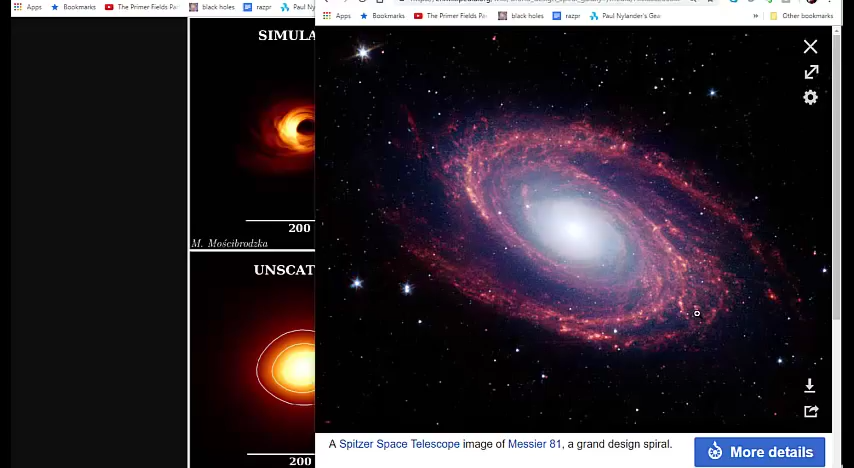 Apps Bookmarks The Primer Fields Pa black holes razpr Paul Ny
SIMULA
200
M. Mościbrodzka
UNSCAT
200
Apps Bookmarks The Primer Fields Pa black holes razpr Paul Nylander's Gea » Other bookmarks
A Spitzer Space Telescope image of Messier 81, a grand design spiral.
More details